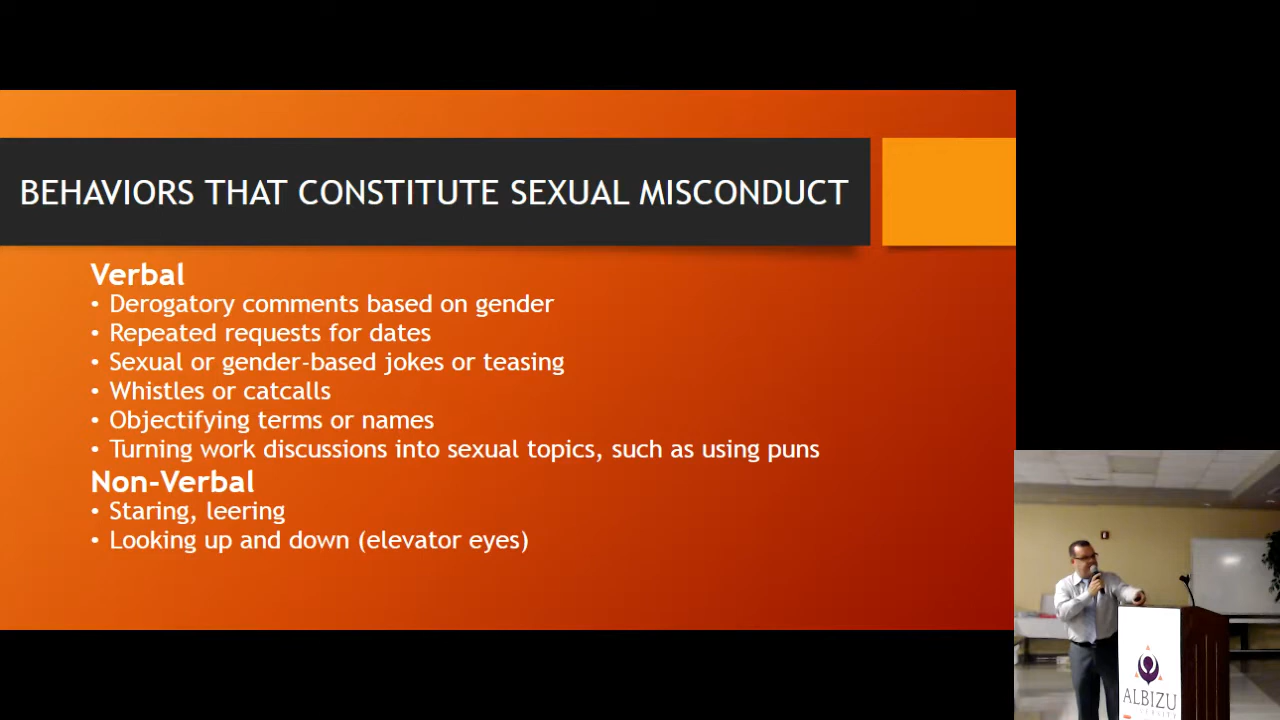 BEHAVIORS THAT CONSTITUTE SEXUAL MISCONDUCT
Verbal
• Derogatory comments based on gender
• Repeated requests for dates
• Sexual or gender-based jokes or teasing
• Whistles or catcalls
• Objectifying terms or names
• Turning work discussions into sexual topics, such as using puns
Non-Verbal
• Staring, leering
• Looking up and down (elevator eyes)
ALBIZU